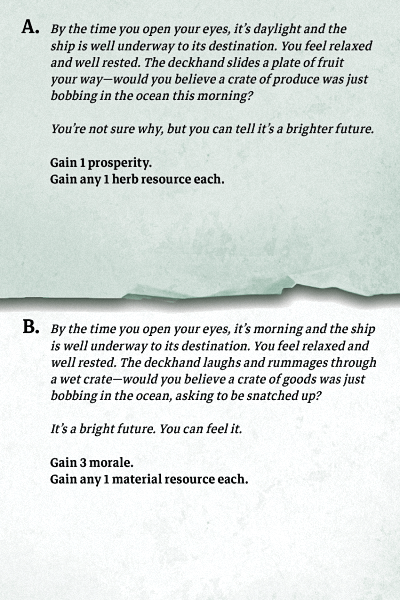 A. By the time you open your eyes, it's daylight and the
ship is well underway to its destination. You feel relaxed
and well rested. The deckhand slides a plate of fruit
your way—would you believe a crate of produce was just
bobbing in the ocean this morning?
You're not sure why, but you can tell it's a brighter future.
Gain 1 prosperity.
Gain any 1 herb resource each.
B. By the time you open your eyes, it's morning and the ship
is well underway to its destination. You feel relaxed and
well rested. The deckhand laughs and rummages through
a wet crate—would you believe a crate of goods was just
bobbing in the ocean, asking to be snatched up?
It's a bright future. You can feel it.
Gain 3 morale.
Gain any 1 material resource each.